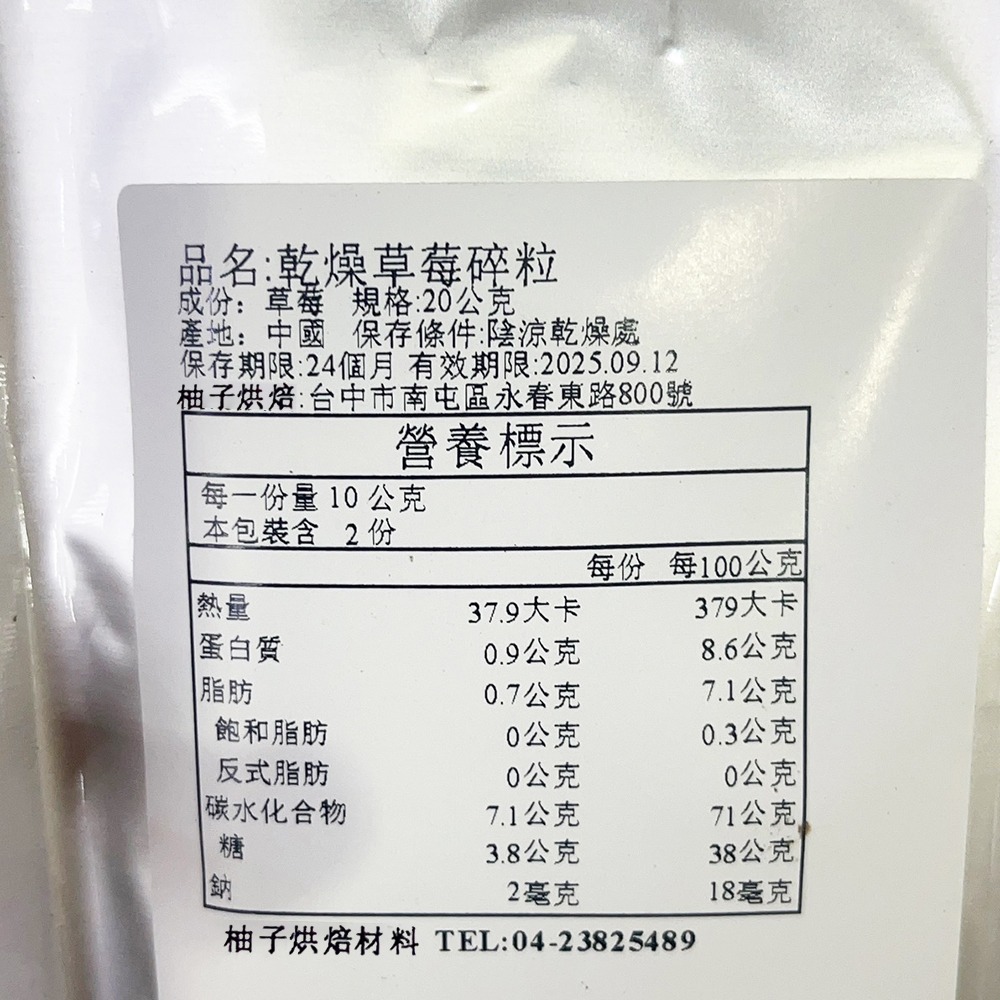 品名:乾燥草莓碎粒
成份：草莓 規格:20公克
產地：中國 保存條件:陰涼乾燥處
保存期限:24個月 有效期限:2025.09.12
柚子烘焙:台中市南屯區永春東路800號
營養標示
每一份量 10 公克
本包裝含 2 份
每份 每100公克
熱量 37.9大卡 379大卡
蛋白質 0.9公克 8.6公克
脂肪 0.7公克 7.1公克
飽和脂肪 0公克 0.3公克
反式脂肪 0公克 0公克
碳水化合物 7.1公克 71公克
糖 3.8公克 38公克
鈉 2毫克 18毫克
柚子烘焙材料 TEL:04-23825489